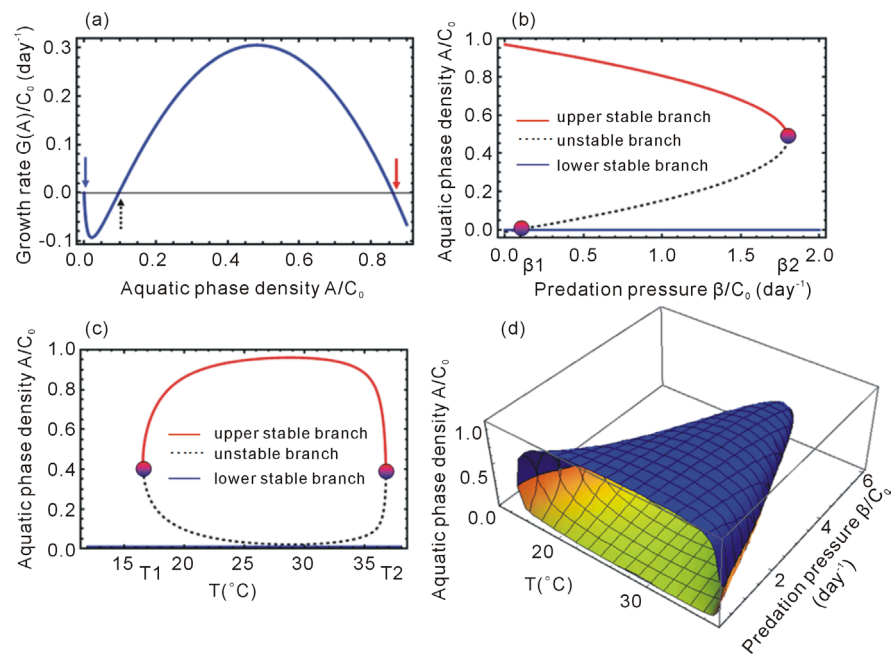 (a)
Growth rate G(A)/C₀ (day⁻¹)
0.3
0.2
0.1
0.0
-0.1
0.0 0.2 0.4 0.6 0.8
Aquatic phase density A/C₀
(b)
Aquatic phase density A/C₀
1.0
0.8
0.6
0.4
0.2
0.0
upper stable branch
unstable branch
lower stable branch
0.0 0.5 1.0 1.5 2.0
β1 β2
Predation pressure β/C₀ (day⁻¹)
(c)
Aquatic phase density A/C₀
1.0
0.8
0.6
0.4
0.2
0.0
upper stable branch
unstable branch
lower stable branch
15 20 25 30 35
T1 T2
T(°C)
(d)
Aquatic phase density A/C₀
1.0
0.5
0.0
20
30
T(°C)
2
4
6
Predation pressure β/C₀
(day⁻¹)